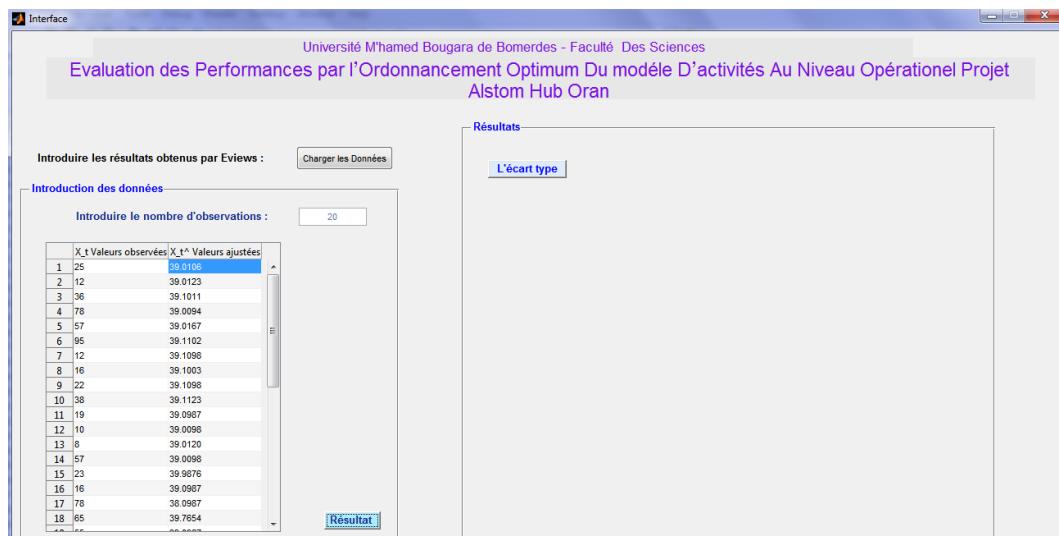 Interface
Université M'hamed Bougara de Bomerdes - Faculté Des Sciences
Evaluation des Performances par l'Ordonnancement Optimum Du modéle D'activités Au Niveau Opérationel Projet
Alstom Hub Oran
Résultats
Introduire les résultats obtenus par Eviews :
Charger les Données
L'écart type
Introduction des données
Introduire le nombre d'observations :
20
X_t Valeurs observées X_t^ Valeurs ajustées
1 25 39.0106
2 12 39.0123
3 36 39.1011
4 78 39.0094
5 57 39.0167
6 95 39.1102
7 12 39.1098
8 16 39.1003
9 22 39.1098
10 38 39.1123
11 19 39.0987
12 10 39.0098
13 8 39.0120
14 57 39.0098
15 23 39.9876
16 16 39.0987
17 78 38.0987
18 65 39.7654
Résultat